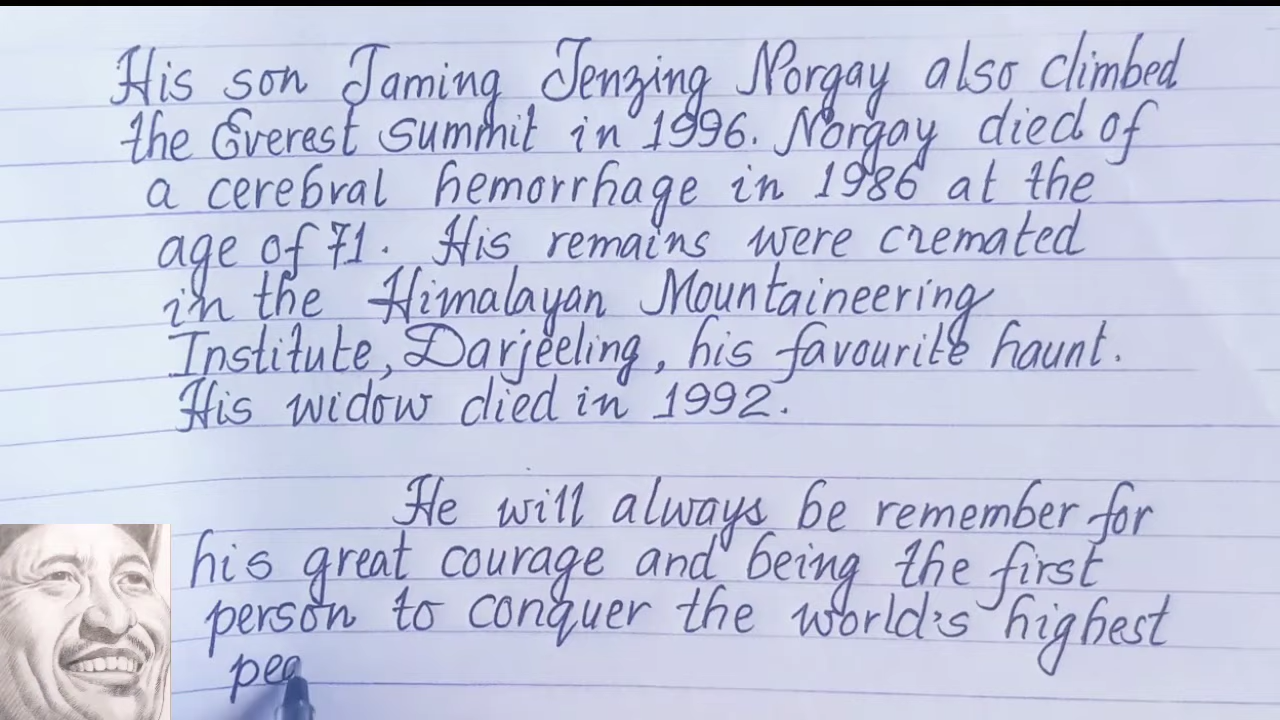 His son Jaming Tenzing Norgay also climbed
the Everest summit in 1996. Norgay died of
a cerebral hemorrhage in 1986 at the
age of 71. His remains were cremated
in the Himalayan Mountaineering
Institute, Darjeeling, his favourite haunt.
His widow died in 1992.
He will always be remember for
his great courage and being the first
person to conquer the world's highest
pea